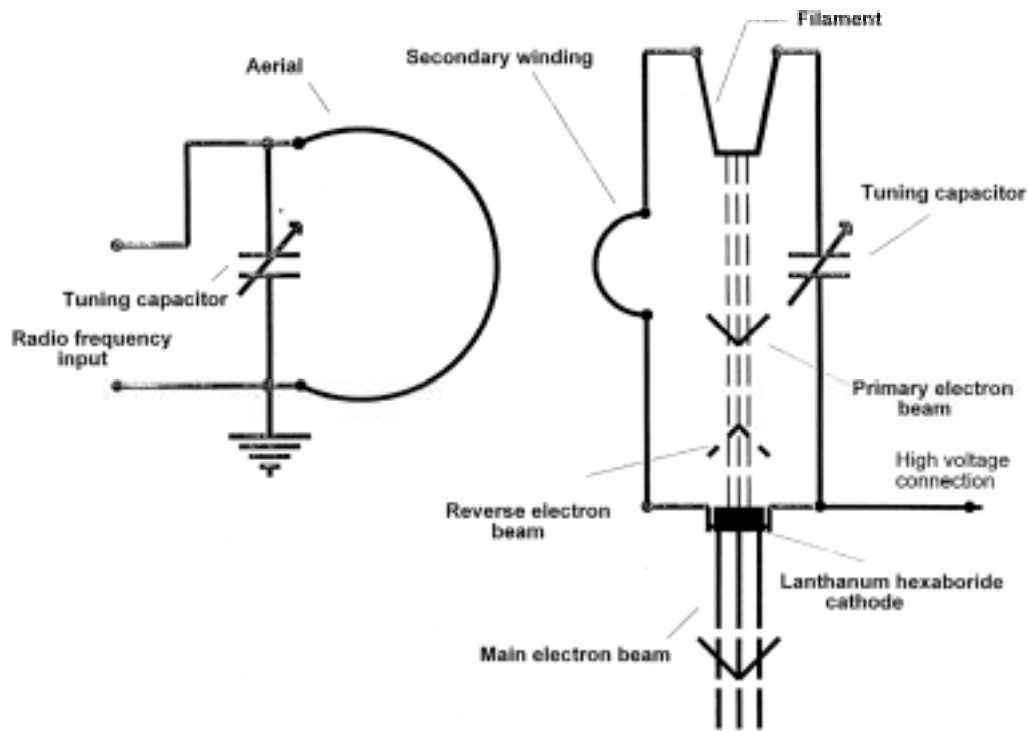 Filament
Secondary winding
Aerial
Tuning capacitor
Tuning capacitor
Radio frequency
input
Primary electron
beam
High voltage
connection
Reverse electron
beam
Lanthanum hexaboride
cathode
Main electron beam